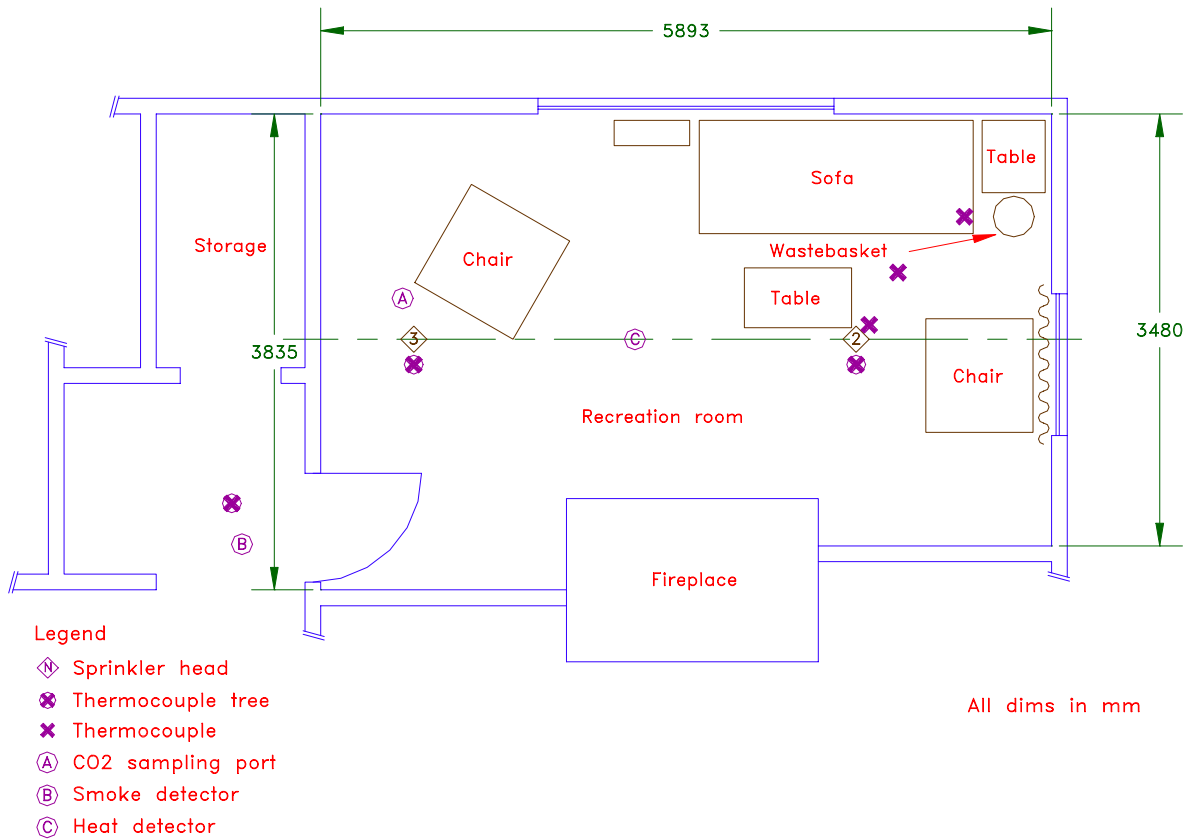 5893
Table
Sofa
Storage
Wastebasket
Chair
A
Table
3
C
2
3480
3835
Chair
Recreation room
B
Fireplace
Legend
N Sprinkler head
Thermocouple tree
Thermocouple
A CO2 sampling port
B Smoke detector
C Heat detector
All dims in mm